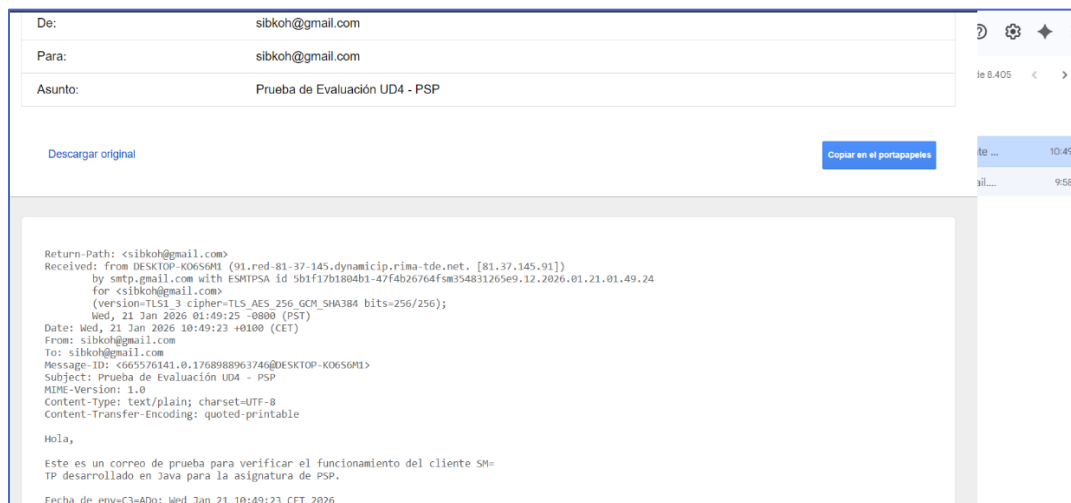 De: sibkoh@gmail.com
Para: sibkoh@gmail.com
Asunto: Prueba de Evaluación UD4 - PSP
de 8.405
Descargar original
Copiar en el portapapeles
te ... 10:49
ail.... 9:58
Return-Path: <sibkoh@gmail.com>
Received: from DESKTOP-KO6S6M1 (91.red-81-37-145.dynamicip.rima-tde.net. [81.37.145.91])
by smtp.gmail.com with ESMTPSA id 5b1f17b1804b1-47f4b26764fsm354831265e9.12.2026.01.21.01.49.24
for <sibkoh@gmail.com>
(version=TLS1_3 cipher=TLS_AES_256_GCM_SHA384 bits=256/256);
Wed, 21 Jan 2026 01:49:25 -0800 (PST)
Date: Wed, 21 Jan 2026 10:49:23 +0100 (CET)
From: sibkoh@gmail.com
To: sibkoh@gmail.com
Message-ID: <665576141.0.1768988963746@DESKTOP-KO6S6M1>
Subject: Prueba de Evaluación UD4 - PSP
MIME-Version: 1.0
Content-Type: text/plain; charset=UTF-8
Content-Transfer-Encoding: quoted-printable
Hola,
Este es un correo de prueba para verificar el funcionamiento del cliente SM=
TP desarrollado en Java para la asignatura de PSP.
Fecha de env=C3=ADo: Wed Jan 21 10:49:23 CET 2026